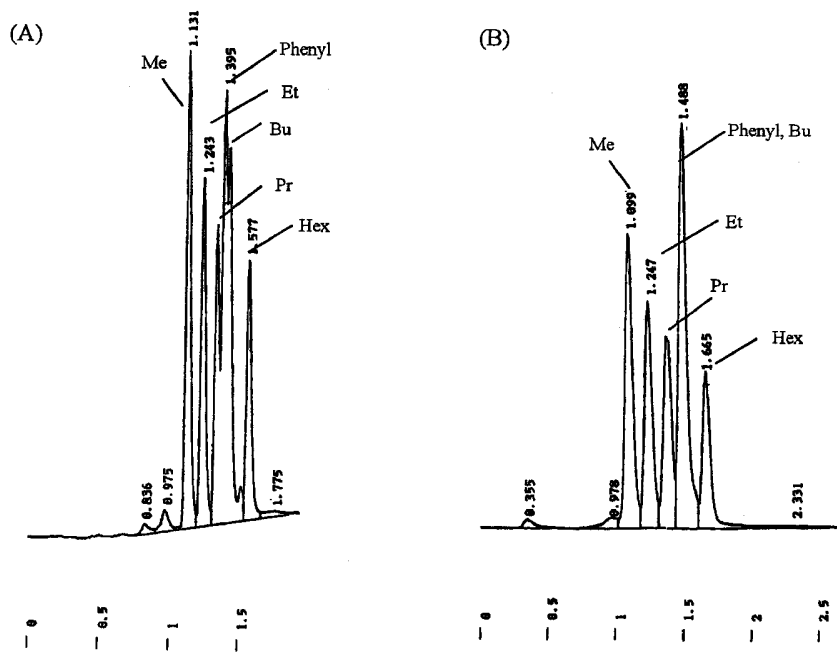 (A)
1.131
Me
1.395
Phenyl
Et
1.243
Bu
Pr
Hex
1.577
0.836
0.975
1.775
0
0.5
1
1.5
(B)
1.488
Phenyl, Bu
Me
1.099
Et
1.247
Pr
Hex
1.665
0.355
0.978
2.331
0
0.5
1
1.5
2
2.5